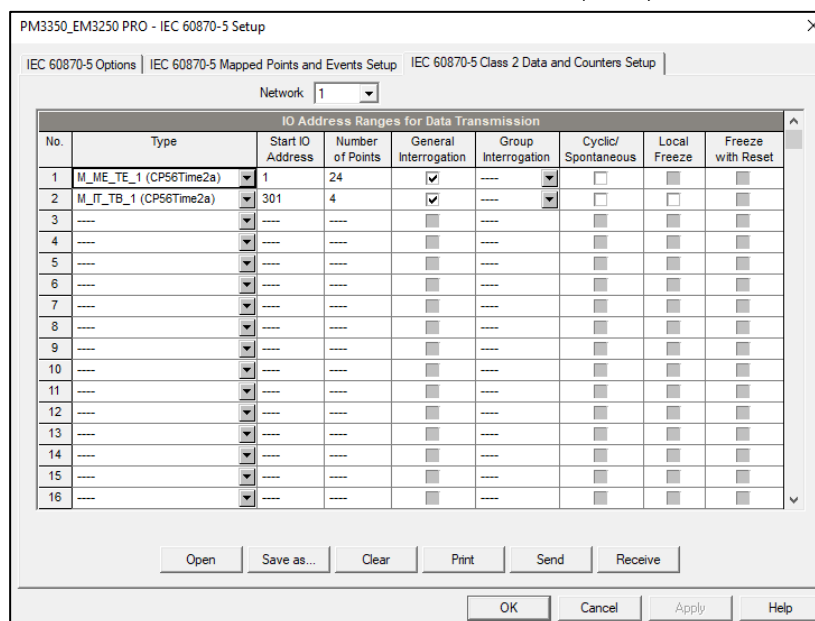 PM3350_EM3250 PRO - IEC 60870-5 Setup
IEC 60870-5 Options IEC 60870-5 Mapped Points and Events Setup IEC 60870-5 Class 2 Data and Counters Setup
Network 1
IO Address Ranges for Data Transmission
No. Type Start IO Address Number of Points General Interrogation Group Interrogation Cyclic/ Spontaneous Local Freeze Freeze with Reset
1 M_ME_TE_1 (CP56Time2a) 1 24 ----
2 M_IT_TB_1 (CP56Time2a) 301 4 ----
3 ---- ---- ---- ----
4 ---- ---- ---- ----
5 ---- ---- ---- ----
6 ---- ---- ---- ----
7 ---- ---- ---- ----
8 ---- ---- ---- ----
9 ---- ---- ---- ----
10 ---- ---- ---- ----
11 ---- ---- ---- ----
12 ---- ---- ---- ----
13 ---- ---- ---- ----
14 ---- ---- ---- ----
15 ---- ---- ---- ----
16 ---- ---- ---- ----
Open Save as... Clear Print Send Receive
OK Cancel Apply Help